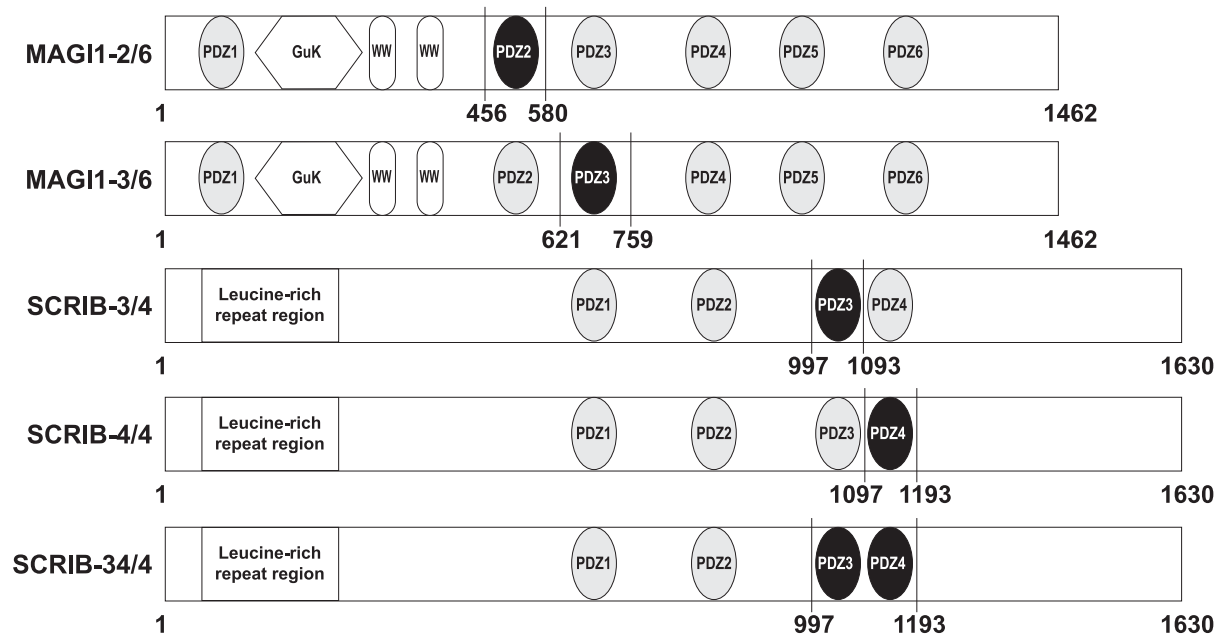 MAGI1-2/6 PDZ1 GuK WW WW PDZ2 PDZ3 PDZ4 PDZ5 PDZ6
1 456 580 1462
MAGI1-3/6 PDZ1 GuK WW WW PDZ2 PDZ3 PDZ4 PDZ5 PDZ6
1 621 759 1462
SCRIB-3/4 Leucine-rich PDZ1 PDZ2 PDZ3 PDZ4
repeat region
1 997 1093 1630
SCRIB-4/4 Leucine-rich PDZ1 PDZ2 PDZ3 PDZ4
repeat region
1 1097 1193 1630
SCRIB-34/4 Leucine-rich PDZ1 PDZ2 PDZ3 PDZ4
repeat region
1 997 1193 1630